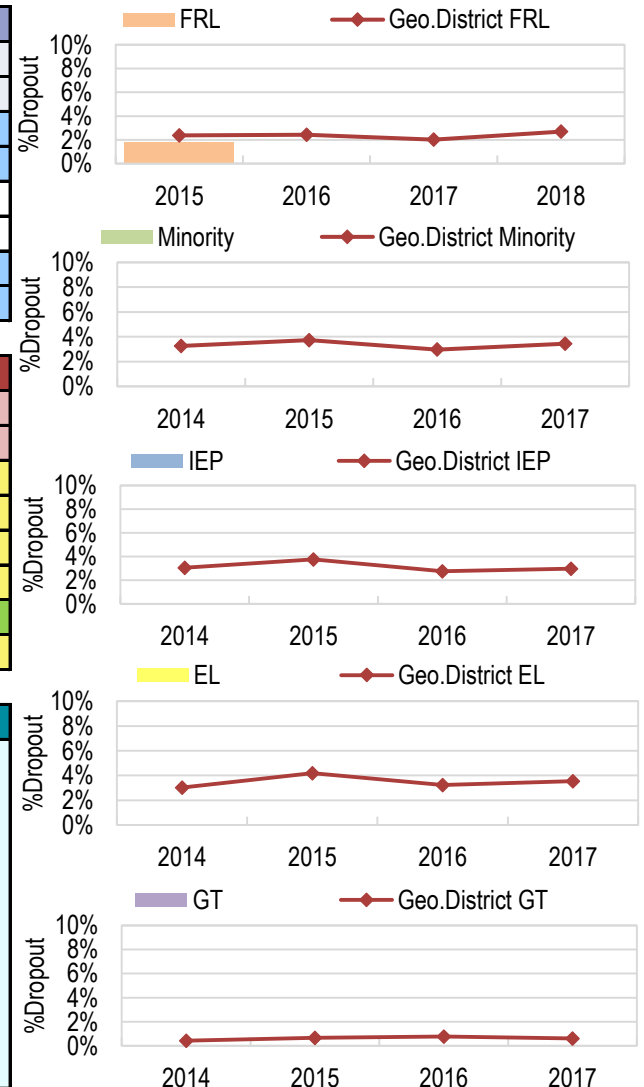 FRL Geo.District FRL
%Dropout
10%
8%
6%
4%
2%
0%
2015 2016 2017 2018
Minority Geo.District Minority
%Dropout
10%
8%
6%
4%
2%
0%
2014 2015 2016 2017
IEP Geo.District IEP
%Dropout
10%
8%
6%
4%
2%
0%
2014 2015 2016 2017
EL Geo.District EL
%Dropout
10%
8%
6%
4%
2%
0%
2014 2015 2016 2017
GT Geo.District GT
%Dropout
10%
8%
6%
4%
2%
0%
2014 2015 2016 2017